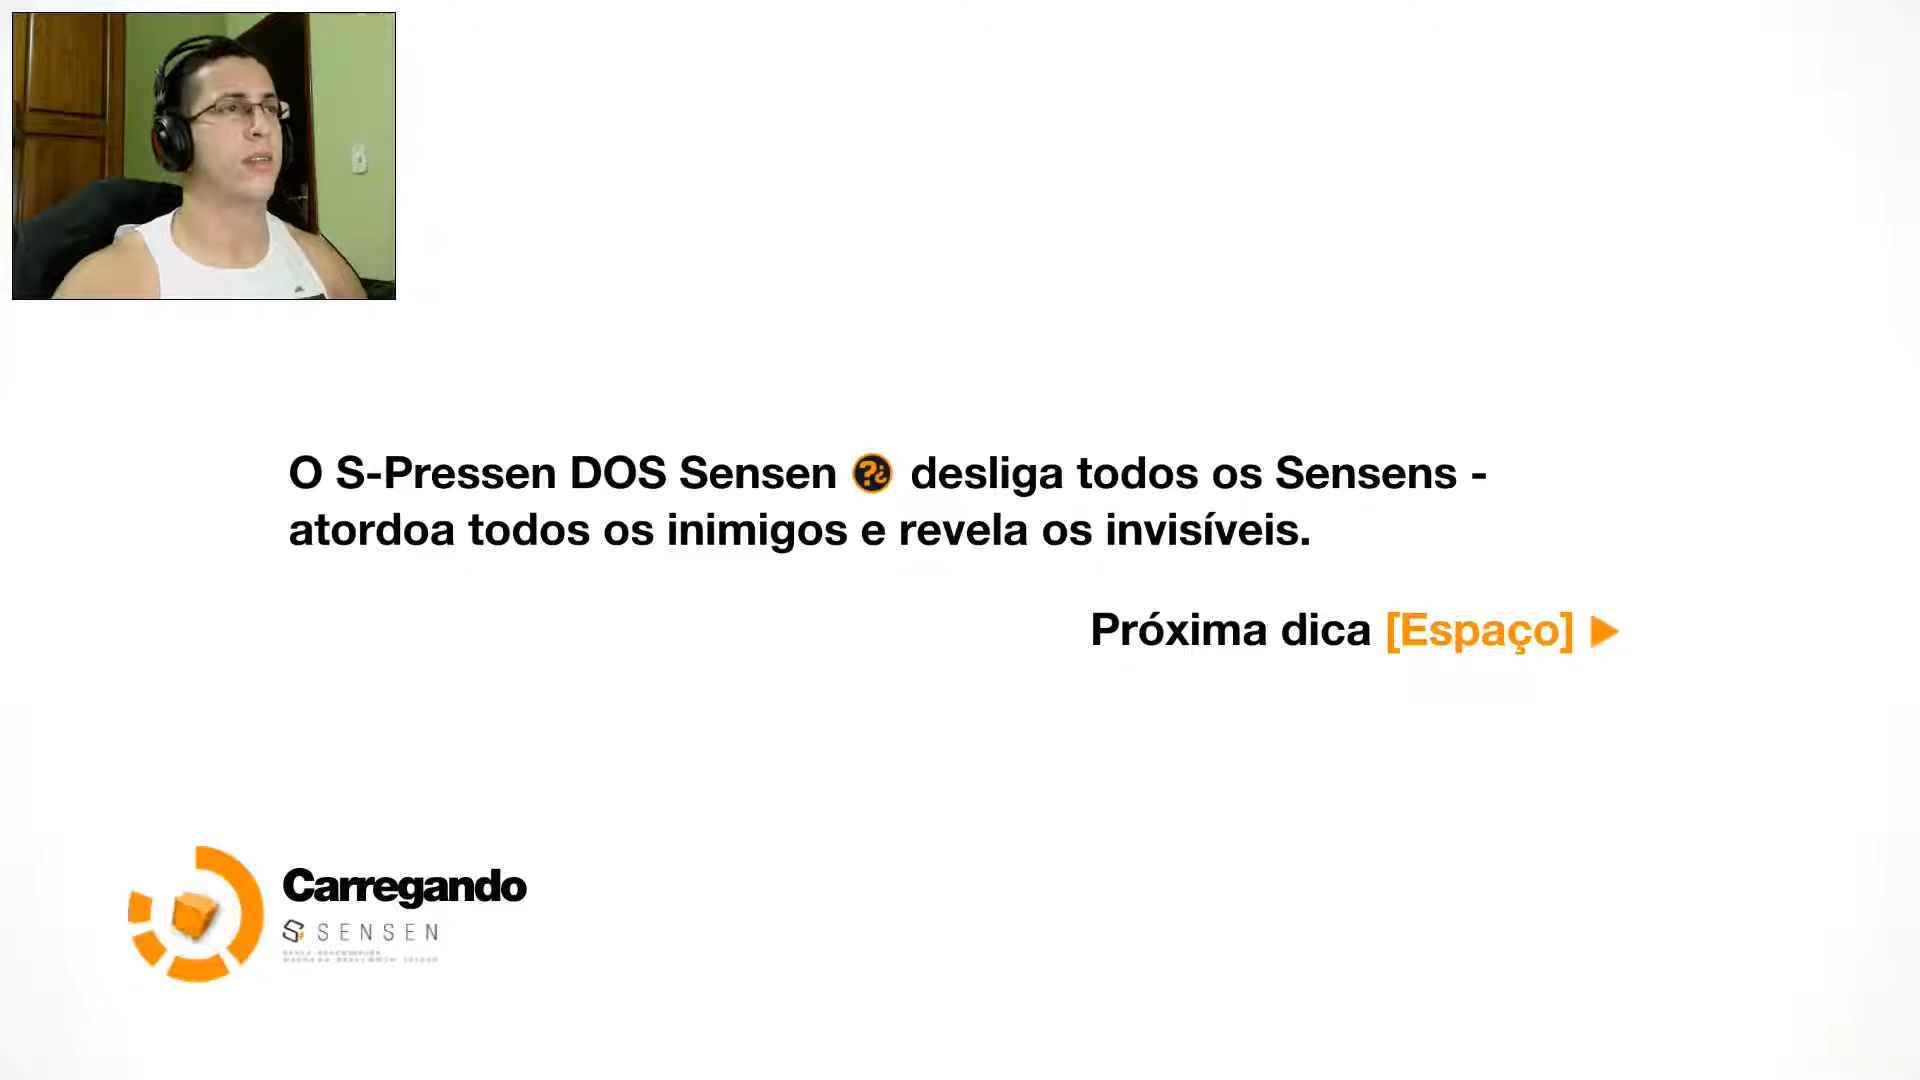 O S-Pressen DOS Sensen desliga todos os Sensens -
atordoa todos os inimigos e revela os invisíveis.
Próxima dica [Espaço]
Carregando
SENSEN